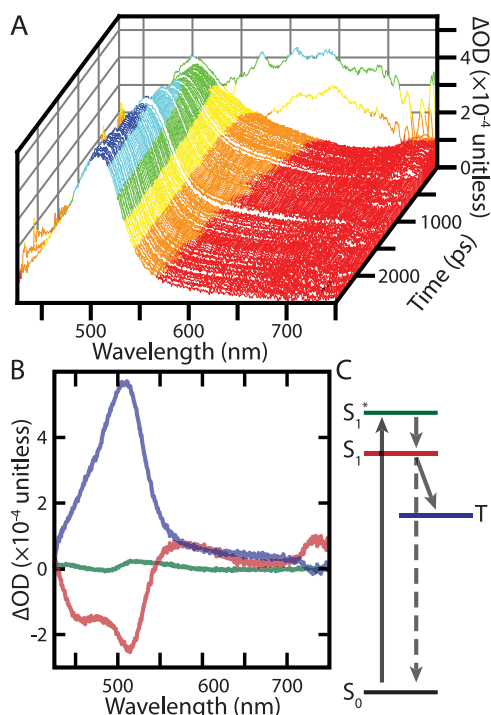 A
ΔOD (×10⁻⁴ unitless)
4
2
0
1000
2000
Time (ps)
500
600
700
Wavelength (nm)
B
C
ΔOD (×10⁻⁴ unitless)
4
2
0
-2
500
600
700
Wavelength (nm)
S₁*
S₁
T
S₀